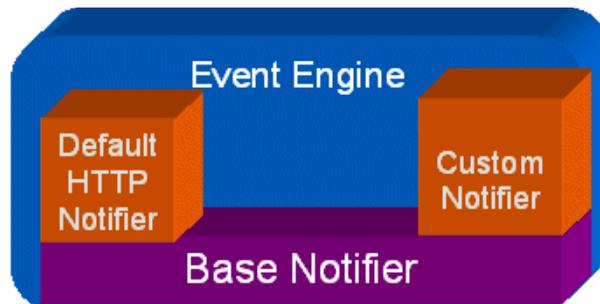 Event Engine
Default
HTTP
Notifier
Custom
Notifier
Base Notifier